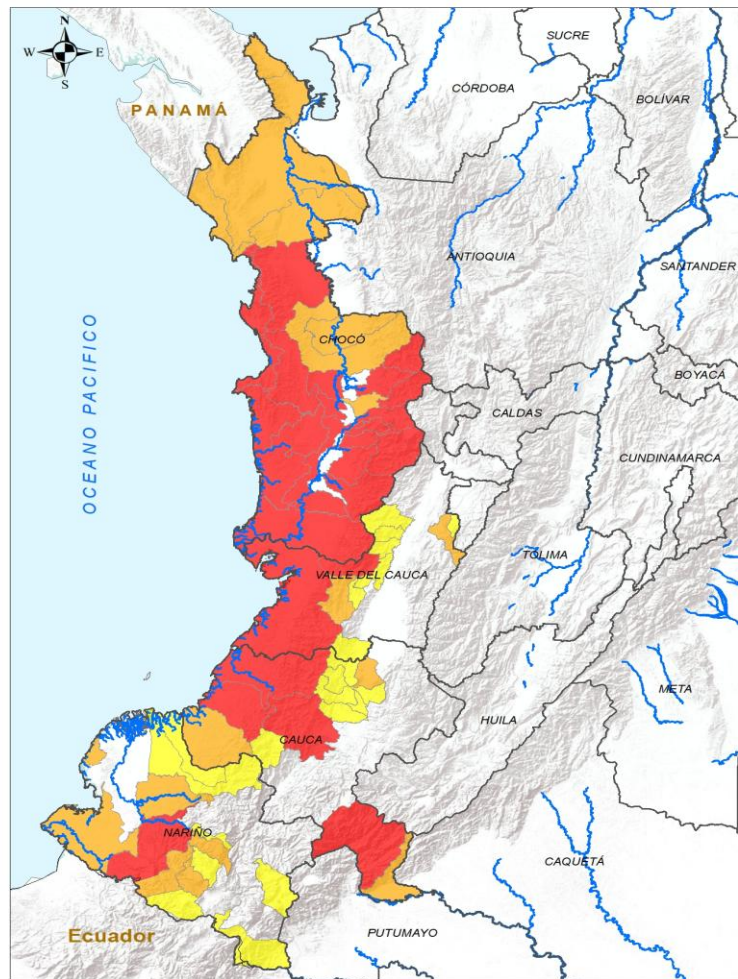 N
W E
S
SUCRE
CÓRDOBA
BOLÍVAR
PANAMÁ
ANTIOQUIA
SANTANDER
OCEANO PACIFICO
CHOCÓ
BOYACÁ
CALDAS
CUNDINAMARCA
TOLIMA
VALLE DEL CAUCA
META
HUILA
CAUCA
NARIÑO
CAQUETÁ
Ecuador
PUTUMAYO